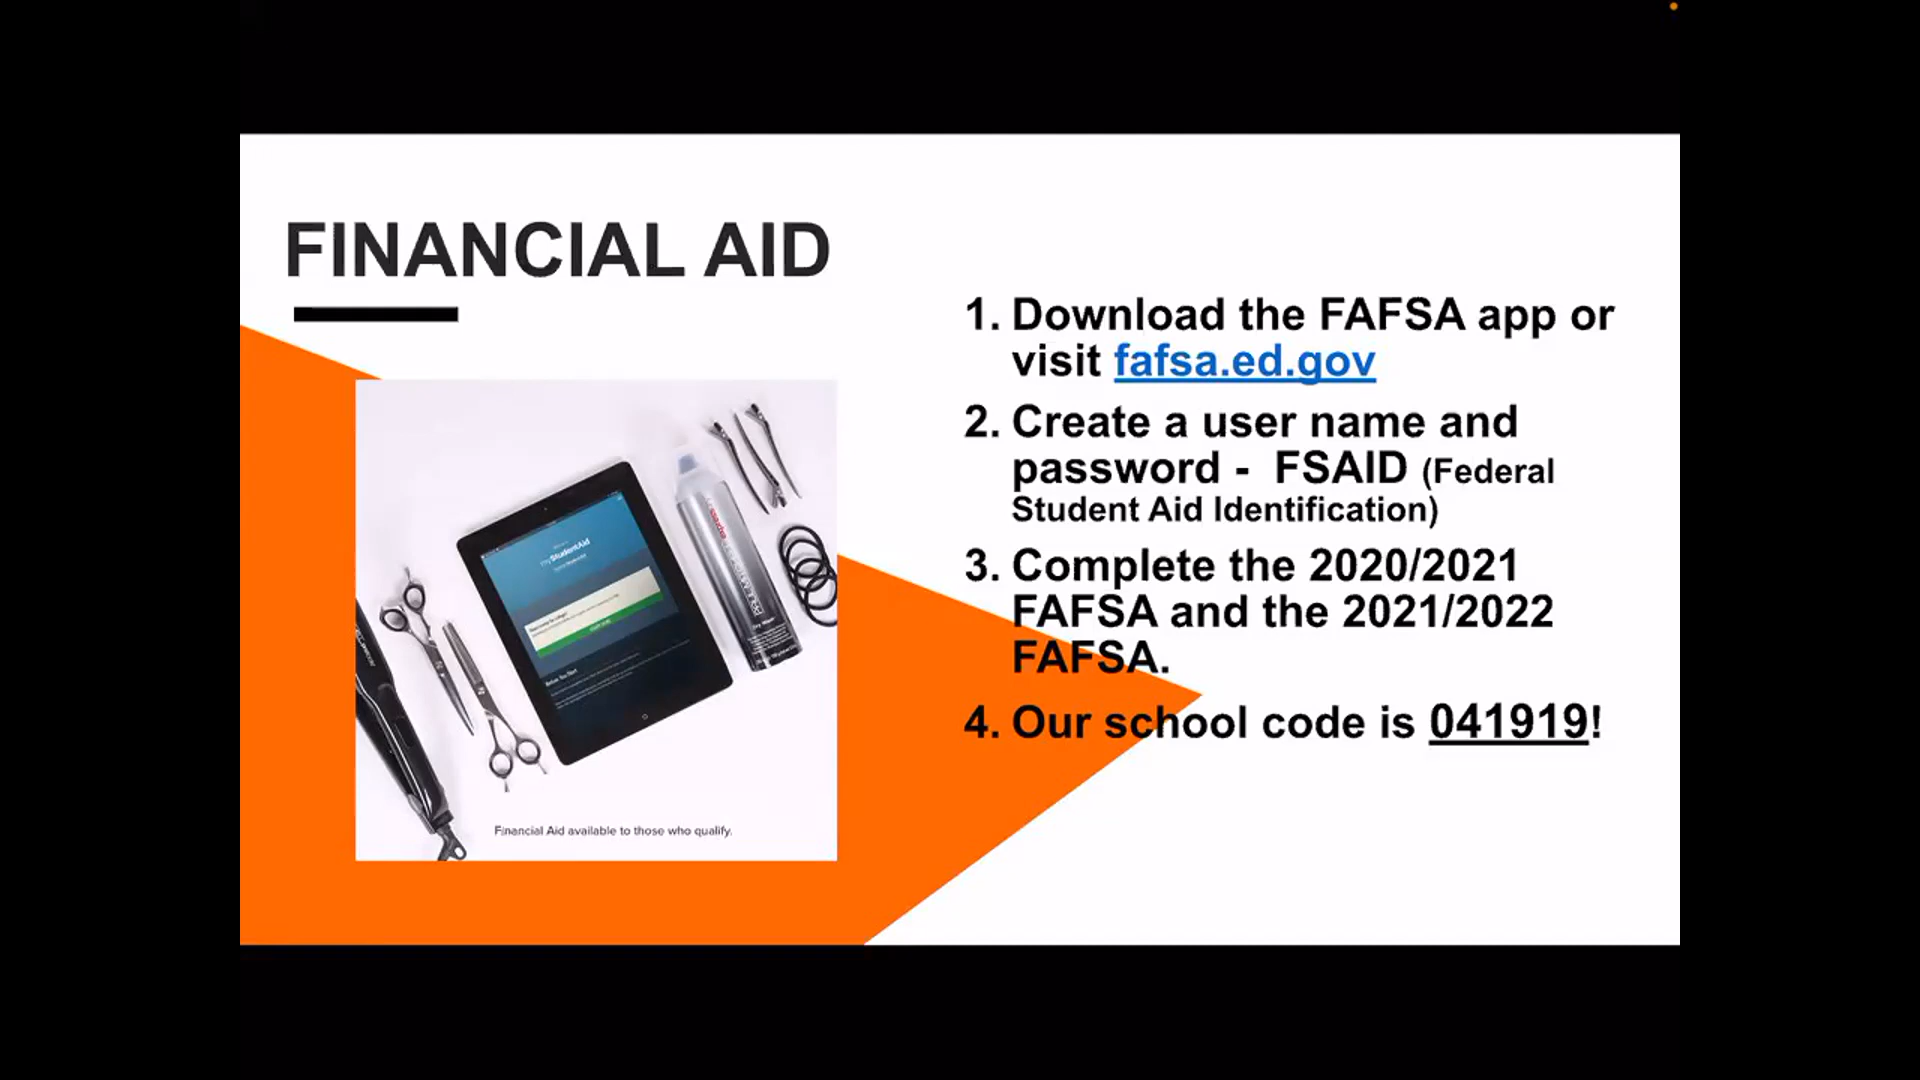 FINANCIAL AID
1. Download the FAFSA app or
visit fafsa.ed.gov
2. Create a user name and
password - FSAID (Federal
Student Aid Identification)
3. Complete the 2020/2021
FAFSA and the 2021/2022
FAFSA.
4. Our school code is 041919!
myStudentAid
Financial Aid available to those who qualify.